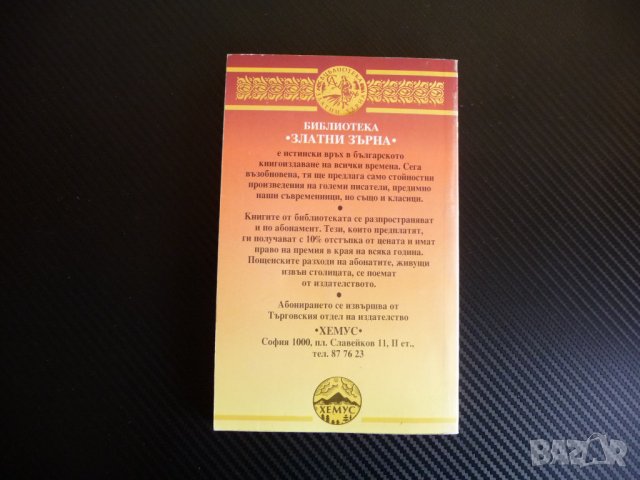 БИБЛИОТЕКА
БИБЛИОТЕКА
•ЗЛАТНИ ЗЪРНА•
е истински връх в българското
книгоиздаване на всички времена. Сега
възобновена, тя ще предлага само стойностни
произведения на големи писатели, предимно
наши съвременници, но също и класици.
•
Книгите от библиотеката се разпространяват
и по абонамент. Тези, които предплатят,
ги получават с 10% отстъпка от цената и имат
право на премия в края на всяка година.
Пощенските разходи на абонатите, живущи
извън столицата, се поемат
от издателството.
•
Абонирането се извършва от
Търговския отдел на издателство
•ХЕМУС•
София 1000, пл. Славейков 11, II ет.,
тел. 87 76 23
ХЕМУС
BAZAR